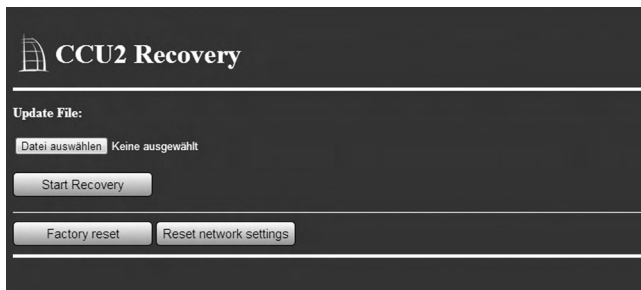 CCU2 Recovery
Update File:
Datei auswählen Keine ausgewählt
Start Recovery
Factory reset Reset network settings